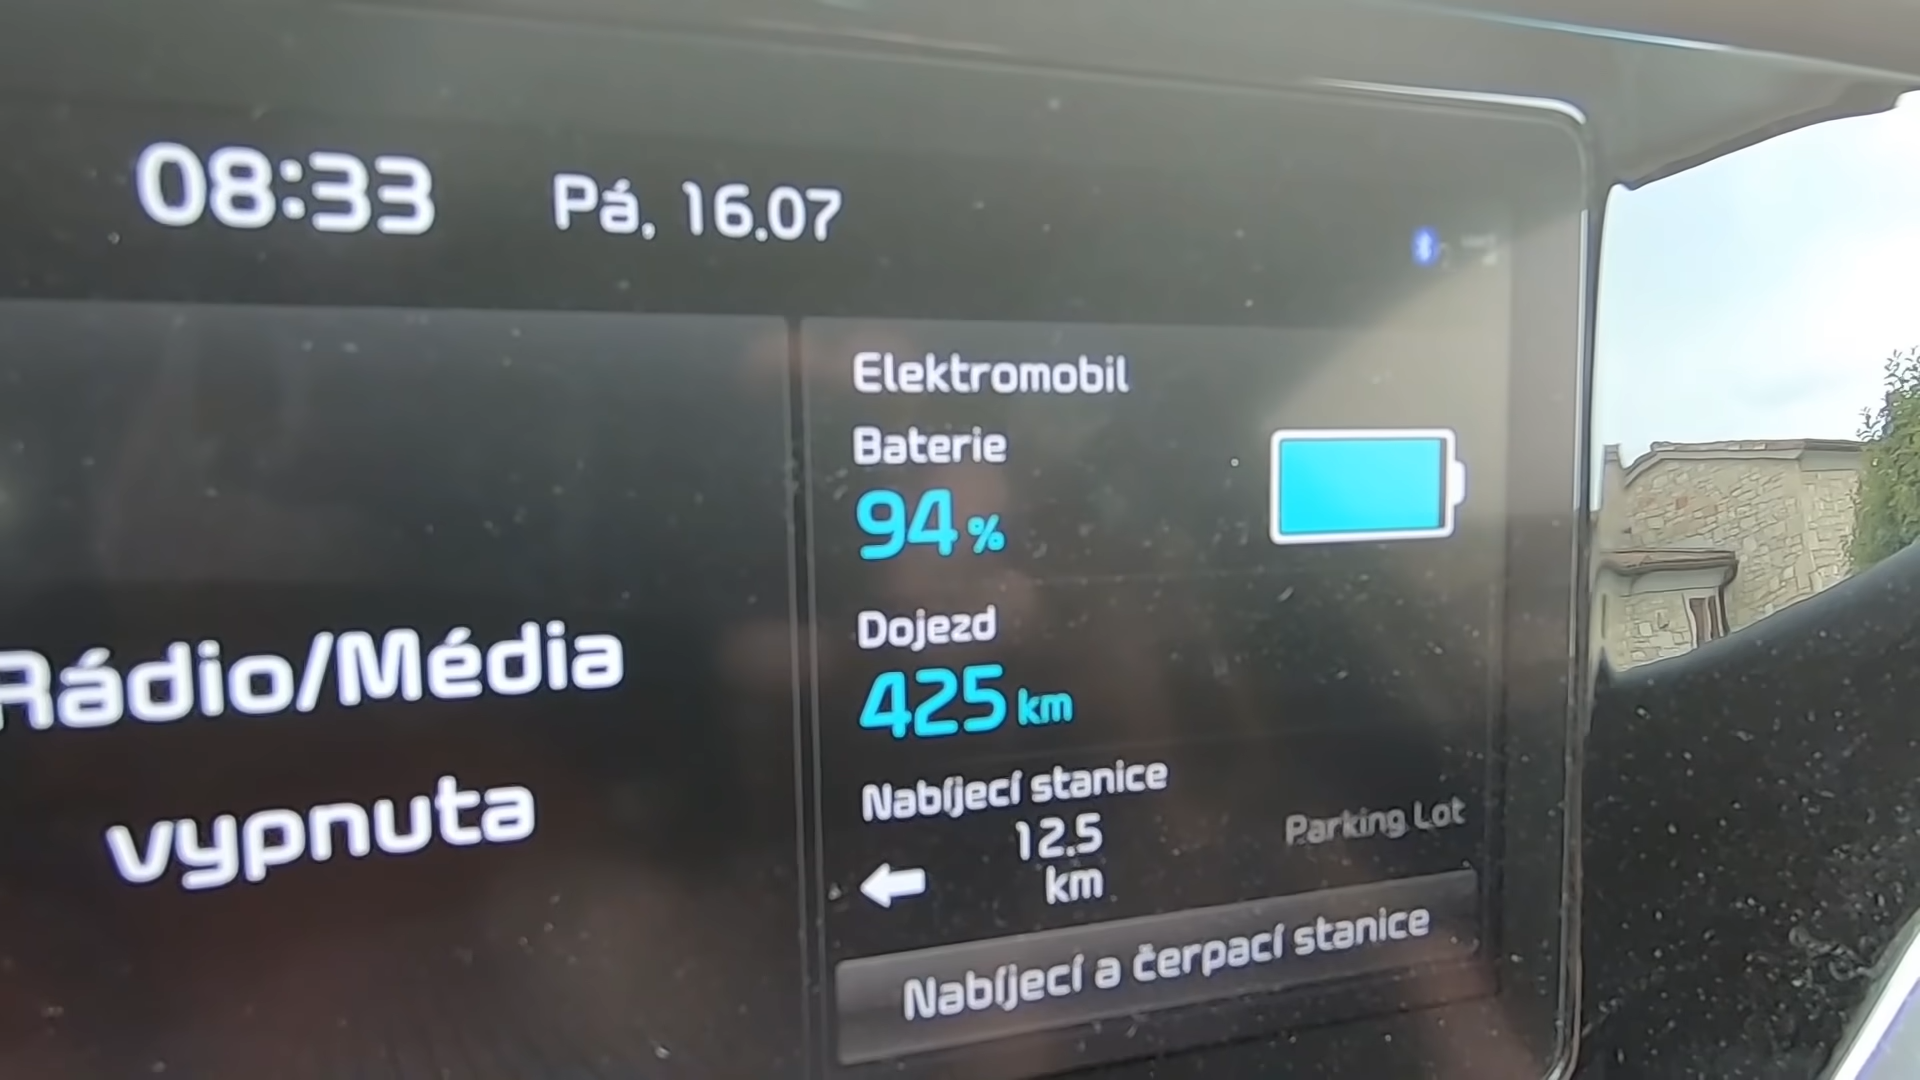 08:33 Pá, 16.07
Rádio/Média
vypnuta
Elektromobil
Baterie
94 %
Dojezd
425 km
Nabíjecí stanice
12.5
km
Parking Lot
Nabíjecí a čerpací stanice